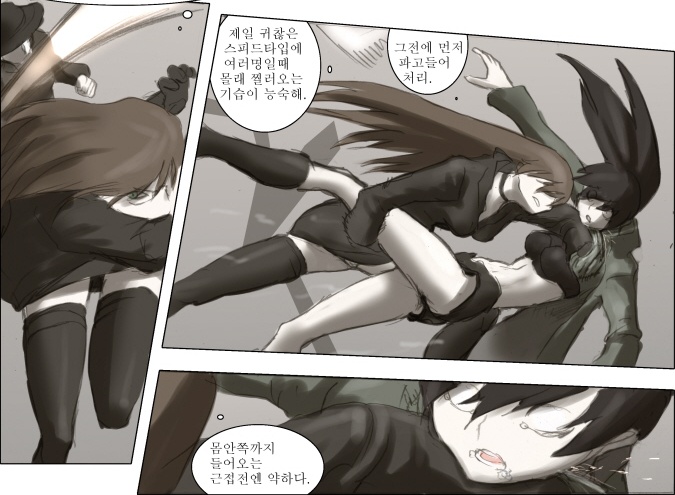 제일 귀찮은
스피드타입에
여러명일때
몰래 찔러오는
기습이 능숙해.
그전에 먼저
파고들어
처리.
몸안쪽까지
들어오는
근접전엔 약하다.